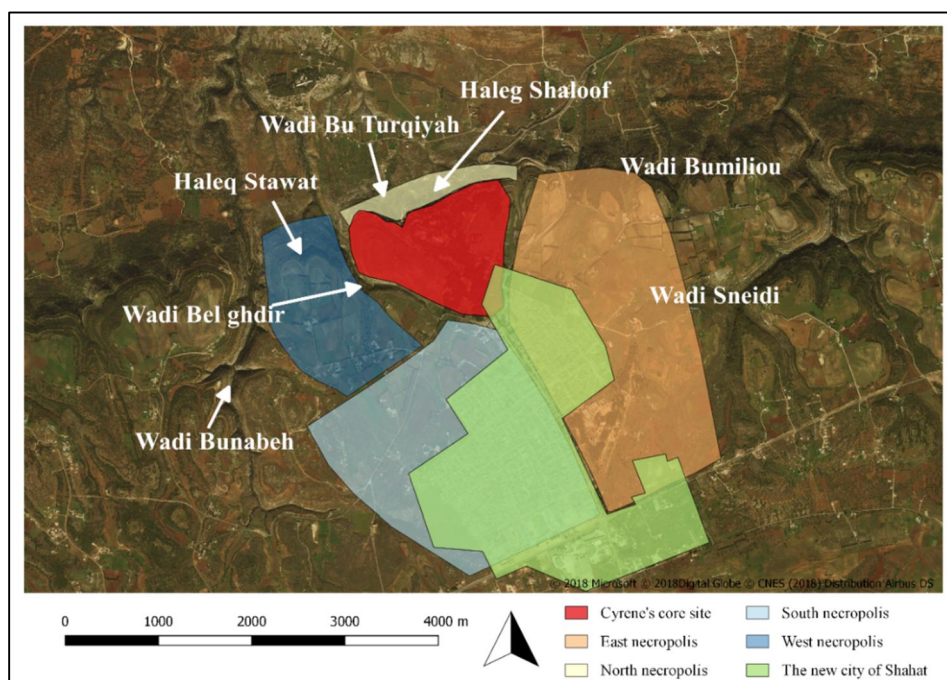 Haleg Shaloof
Wadi Bu Turqiyah
Wadi Bumiliou
Haleq Stawat
Wadi Sneidi
Wadi Bel ghdir
Wadi Bunabeh
© 2018 Microsoft © 2018Digital Globe © CNES (2018) Distribution Airbus DS
0 1000 2000 3000 4000 m
Cyrene's core site
East necropolis
North necropolis
South necropolis
West necropolis
The new city of Shahat